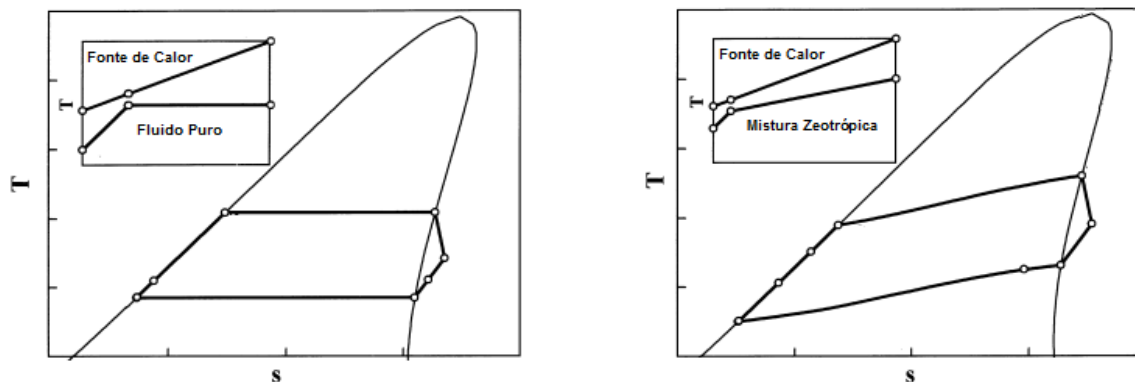 Fonte de Calor
T
Fluido Puro
T
s
Fonte de Calor
T
Mistura Zeotrópica
T
s